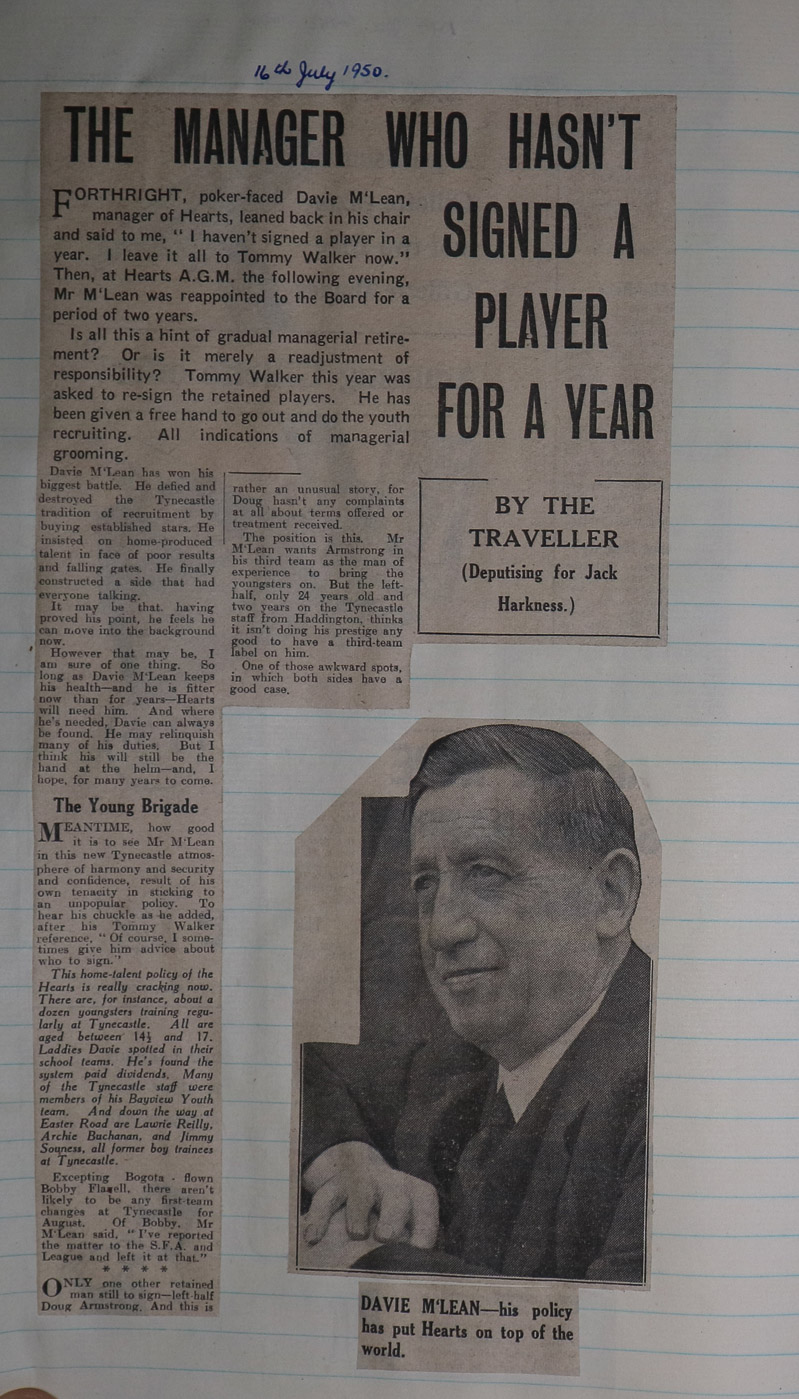 16th July 1950.
THE MANAGER WHO HASN'T
SIGNED A
PLAYER
FOR A YEAR
FORTHRIGHT, poker-faced Davie M'Lean,
manager of Hearts, leaned back in his chair
and said to me, " I haven't signed a player in a
year. I leave it all to Tommy Walker now."
Then, at Hearts A.G.M. the following evening,
Mr M'Lean was reappointed to the Board for a
period of two years.
Is all this a hint of gradual managerial retire-
ment? Or is it merely a readjustment of
responsibility? Tommy Walker this year was
asked to re-sign the retained players. He has
been given a free hand to go out and do the youth
recruiting. All indications of managerial
grooming.
BY THE
TRAVELLER
(Deputising for Jack
Harkness.)
Davie M'Lean has won his
biggest battle. He defied and
destroyed the Tynecastle
tradition of recruitment by
buying established stars. He
insisted on home-produced
talent in face of poor results
and falling gates. He finally
constructed a side that had
everyone talking.
It may be that, having
proved his point, he feels he
can move into the background
now.
However that may be, I
am sure of one thing. So
long as Davie M'Lean keeps
his health—and he is fitter
now than for years—Hearts
will need him. And where
he's needed, Davie can always
be found. He may relinquish
many of his duties. But I
think his will still be the
hand at the helm—and, I
hope, for many years to come.
The Young Brigade
MEANTIME, how good
it is to see Mr M'Lean
in this new Tynecastle atmos-
phere of harmony and security
and confidence, result of his
own tenacity in sticking to
an unpopular policy. To
hear his chuckle as he added,
after his Tommy Walker
reference, " Of course, I some-
times give him advice about
who to sign."
This home-talent policy of the
Hearts is really cracking now.
There are, for instance, about a
dozen youngsters training regu-
larly at Tynecastle. All are
aged between 14½ and 17.
Laddies Davie spotted in their
school teams. He's found the
system paid dividends. Many
of the Tynecastle staff were
members of his Bayview Youth
team. And down the way at
Easter Road are Lawrie Reilly,
Archie Buchanan, and Jimmy
Souness, all former boy trainees
at Tynecastle.
Excepting Bogota - flown
Bobby Flavell, there aren't
likely to be any first-team
changes at Tynecastle for
August. Of Bobby, Mr
M'Lean said, " I've reported
the matter to the S.F.A. and
League and left it at that."
* * * *
ONLY one other retained
man still to sign—left-half
Doug Armstrong. And this is
rather an unusual story, for
Doug hasn't any complaints
at all about terms offered or
treatment received.
The position is this. Mr
M'Lean wants Armstrong in
his third team as the man of
experience to bring the
youngsters on. But the left-
half, only 24 years old and
two years on the Tynecastle
staff from Haddington, thinks
it isn't doing his prestige any
good to have a third-team
label on him.
One of those awkward spots,
in which both sides have a
good case.
DAVIE M'LEAN—his policy
has put Hearts on top of the
world.